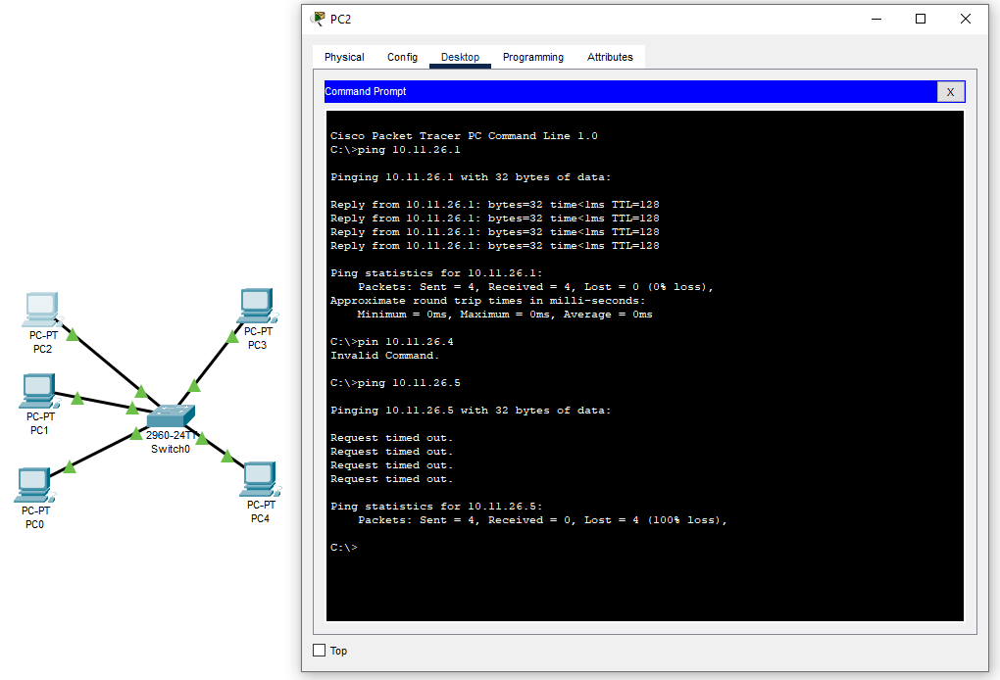 PC2
Physical Config Desktop Programming Attributes
Command Prompt
X
Cisco Packet Tracer PC Command Line 1.0
C:\>ping 10.11.26.1
Pinging 10.11.26.1 with 32 bytes of data:
Reply from 10.11.26.1: bytes=32 time<1ms TTL=128
Reply from 10.11.26.1: bytes=32 time<1ms TTL=128
Reply from 10.11.26.1: bytes=32 time<1ms TTL=128
Reply from 10.11.26.1: bytes=32 time<1ms TTL=128
Ping statistics for 10.11.26.1:
Packets: Sent = 4, Received = 4, Lost = 0 (0% loss),
Approximate round trip times in milli-seconds:
Minimum = 0ms, Maximum = 0ms, Average = 0ms
C:\>pin 10.11.26.4
Invalid Command.
C:\>ping 10.11.26.5
Pinging 10.11.26.5 with 32 bytes of data:
Request timed out.
Request timed out.
Request timed out.
Request timed out.
Ping statistics for 10.11.26.5:
Packets: Sent = 4, Received = 0, Lost = 4 (100% loss),
C:\>
Top
PC-PT
PC2
PC-PT
PC3
PC-PT
PC1
2960-24TT
Switch0
PC-PT
PC0
PC-PT
PC4